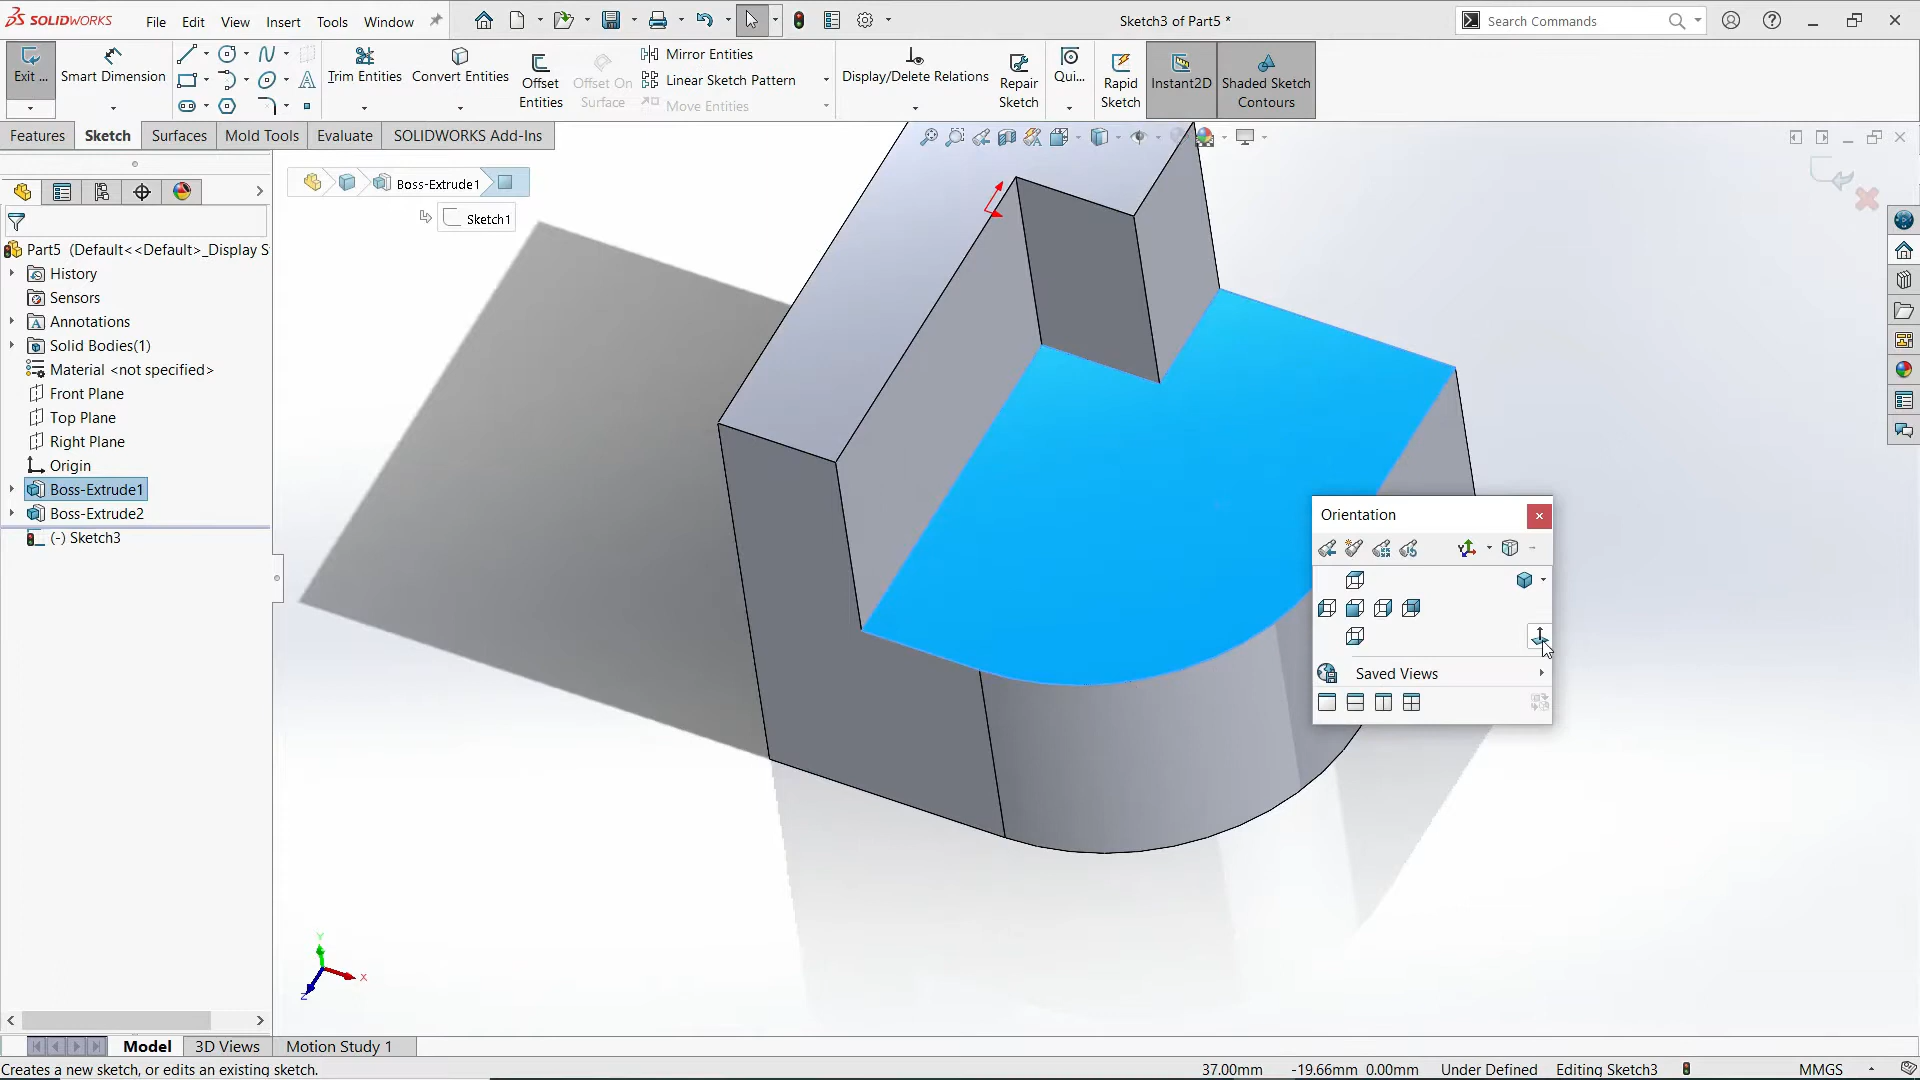 SOLIDWORKS
File Edit View Insert Tools Window
Sketch3 of Part5 *
Search Commands
Exit ...
Smart Dimension
Trim Entities
Convert Entities
Offset Entities
Offset On Surface
Mirror Entities
Linear Sketch Pattern
Move Entities
Display/Delete Relations
Repair Sketch
Qui...
Rapid Sketch
Instant2D
Shaded Sketch Contours
Features Sketch Surfaces Mold Tools Evaluate SOLIDWORKS Add-Ins
Boss-Extrude1
Sketch1
Part5 (Default<<Default>_Display S
History
Sensors
Annotations
Solid Bodies(1)
Material <not specified>
Front Plane
Top Plane
Right Plane
Origin
Boss-Extrude1
Boss-Extrude2
(-) Sketch3
Orientation
Saved Views
Y
X
Z
Model 3D Views Motion Study 1
Creates a new sketch, or edits an existing sketch.
37.00mm -19.66mm 0.00mm Under Defined Editing Sketch3 MMGS